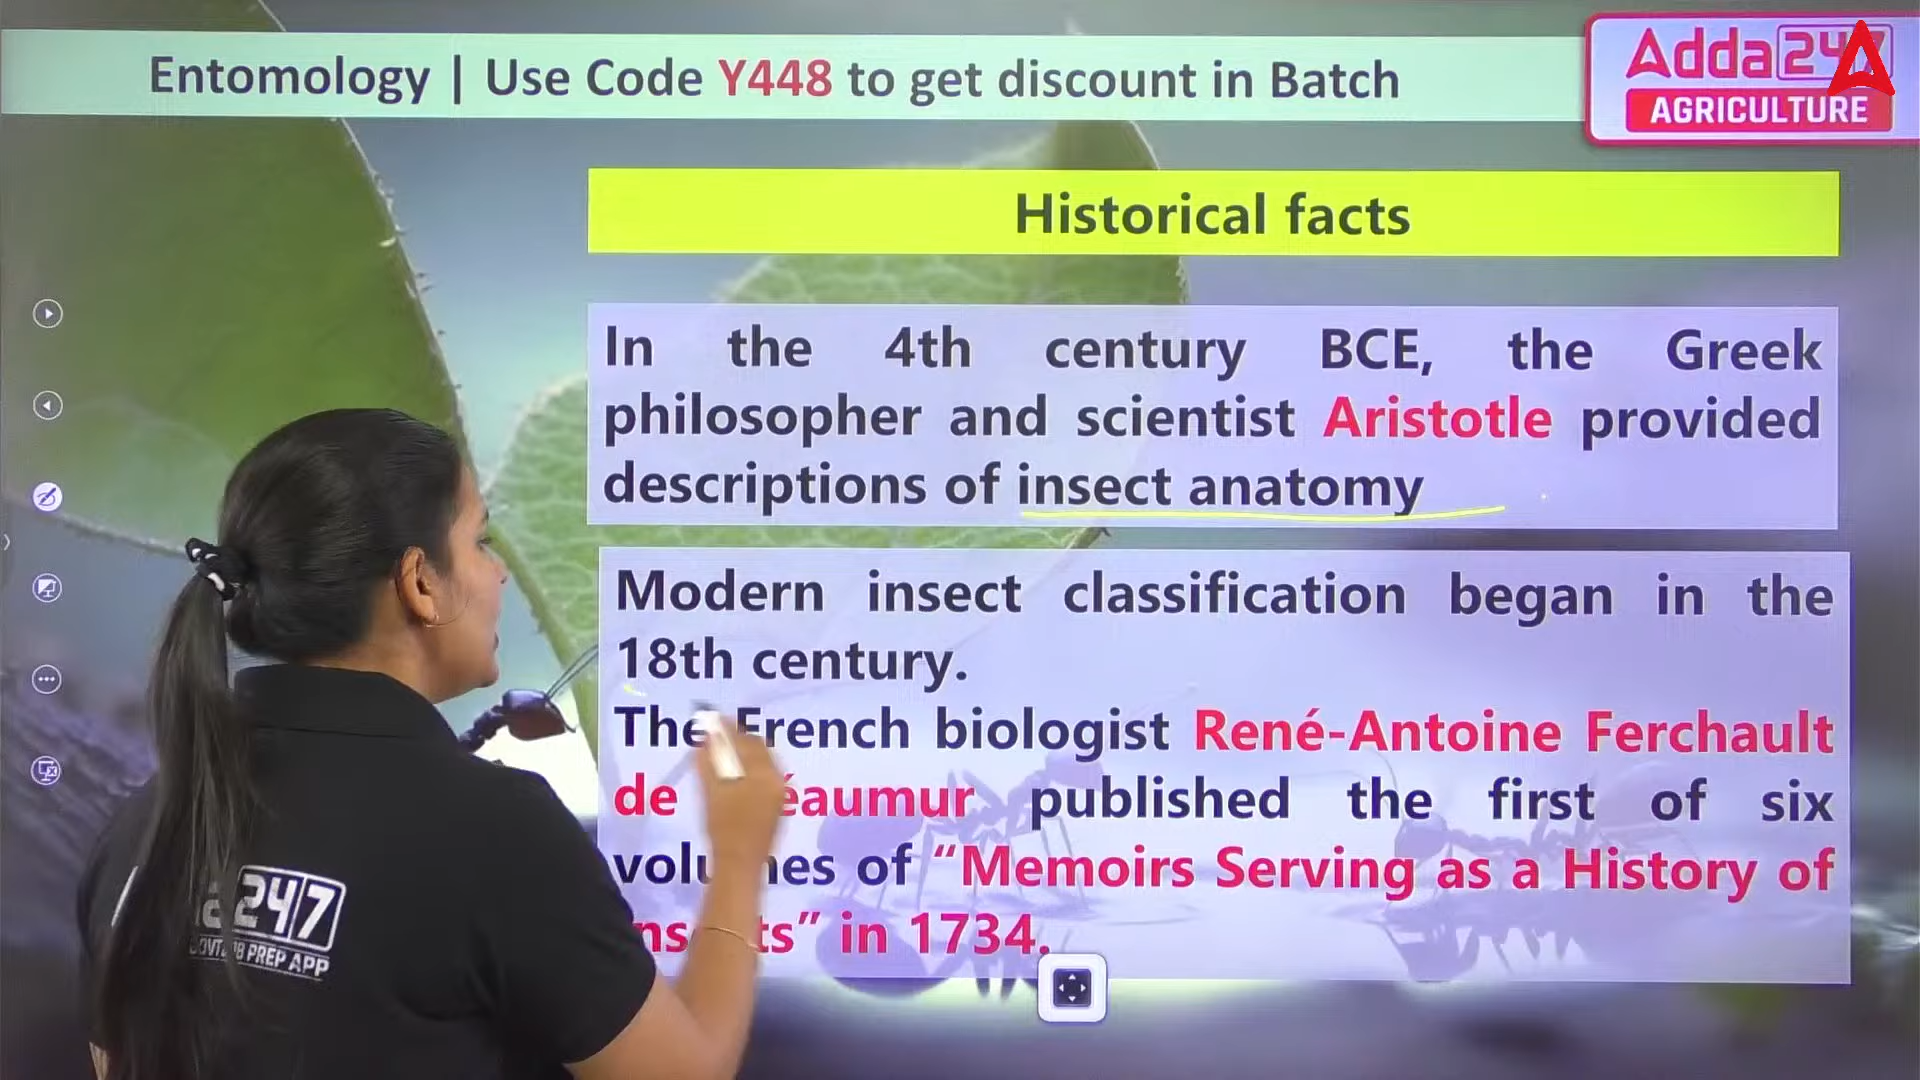 Entomology | Use Code Y448 to get discount in Batch
Adda247
AGRICULTURE
Historical facts
In the 4th century BCE, the Greek
philosopher and scientist Aristotle provided
descriptions of insect anatomy
Modern insect classification began in the
18th century.
The French biologist René-Antoine Ferchault
de éaumur published the first of six
of “Memoirs Serving as a History of
in 1734.
247
PREP APP